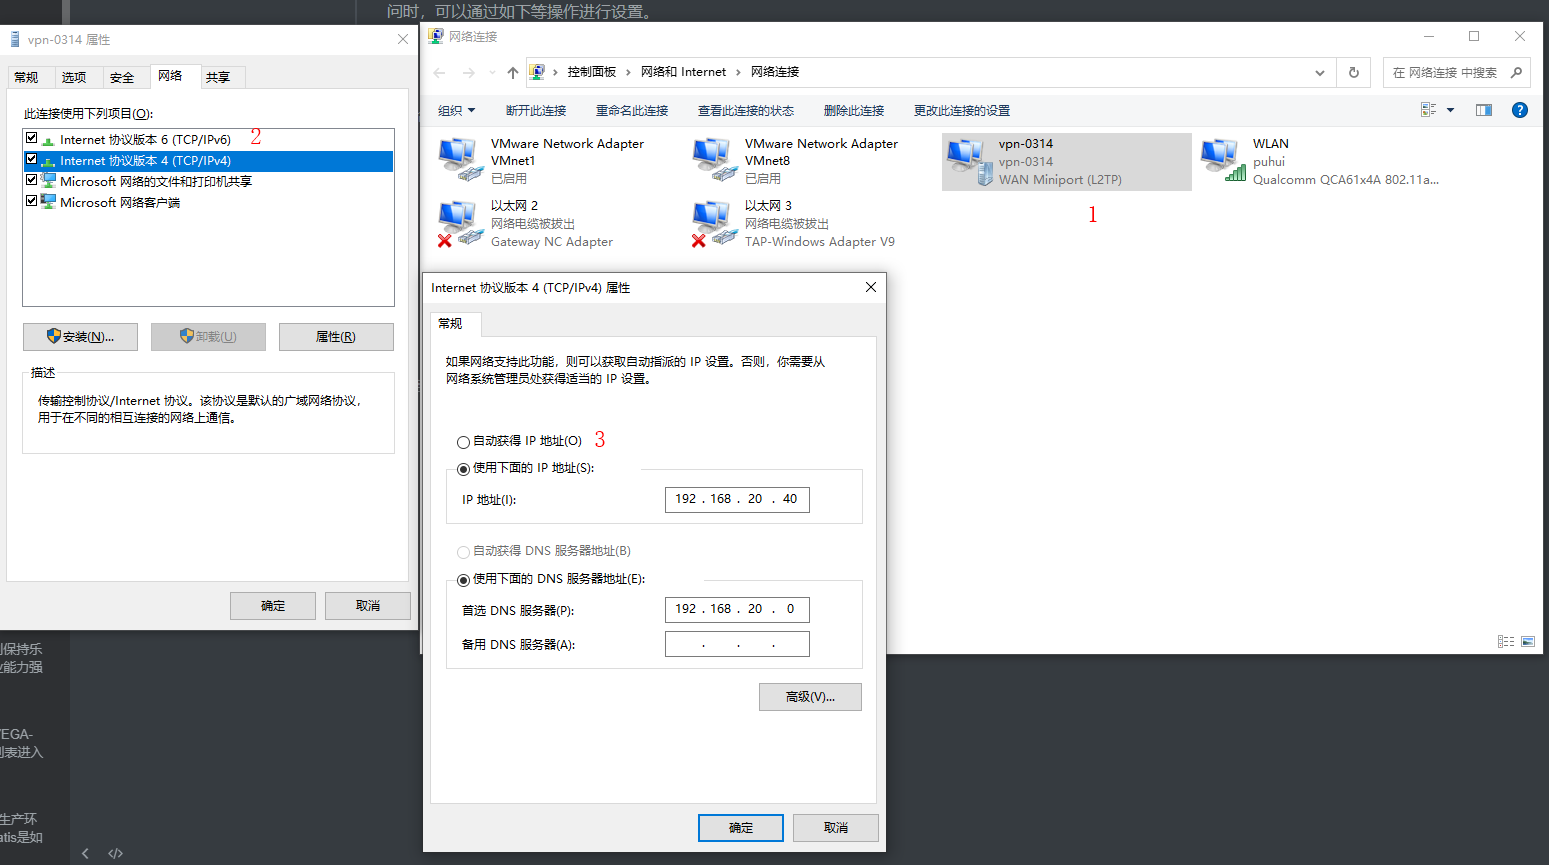 问时，可以通过如下等操作进行设置。
vpn-0314 属性
常规
选项
安全
网络
共享
此连接使用下列项目(O):
Internet 协议版本 6 (TCP/IPv6)
2
Internet 协议版本 4 (TCP/IPv4)
Microsoft 网络的文件和打印机共享
Microsoft 网络客户端
安装(N)...
卸载(U)
属性(R)
描述
传输控制协议/Internet 协议。该协议是默认的广域网络协议，
用于在不同的相互连接的网络上通信。
确定
取消
网络连接
控制面板 › 网络和 Internet › 网络连接
在 网络连接 中搜索
组织
断开此连接
重命名此连接
查看此连接的状态
删除此连接
更改此连接的设置
VMware Network Adapter
VMnet1
已启用
VMware Network Adapter
VMnet8
已启用
vpn-0314
vpn-0314
WAN Miniport (L2TP)
WLAN
puhui
Qualcomm QCA61x4A 802.11a...
1
以太网 2
网络电缆被拔出
Gateway NC Adapter
以太网 3
网络电缆被拔出
TAP-Windows Adapter V9
Internet 协议版本 4 (TCP/IPv4) 属性
常规
如果网络支持此功能，则可以获取自动指派的 IP 设置。否则，你需要从
网络系统管理员处获得适当的 IP 设置。
自动获得 IP 地址(O)
3
使用下面的 IP 地址(S):
IP 地址(I):
192 . 168 . 20 . 40
自动获得 DNS 服务器地址(B)
使用下面的 DNS 服务器地址(E):
首选 DNS 服务器(P):
192 . 168 . 20 . 0
备用 DNS 服务器(A):
. . .
高级(V)...
确定
取消
保持乐
能力强
EGA-
表进入
生产环
atis是如